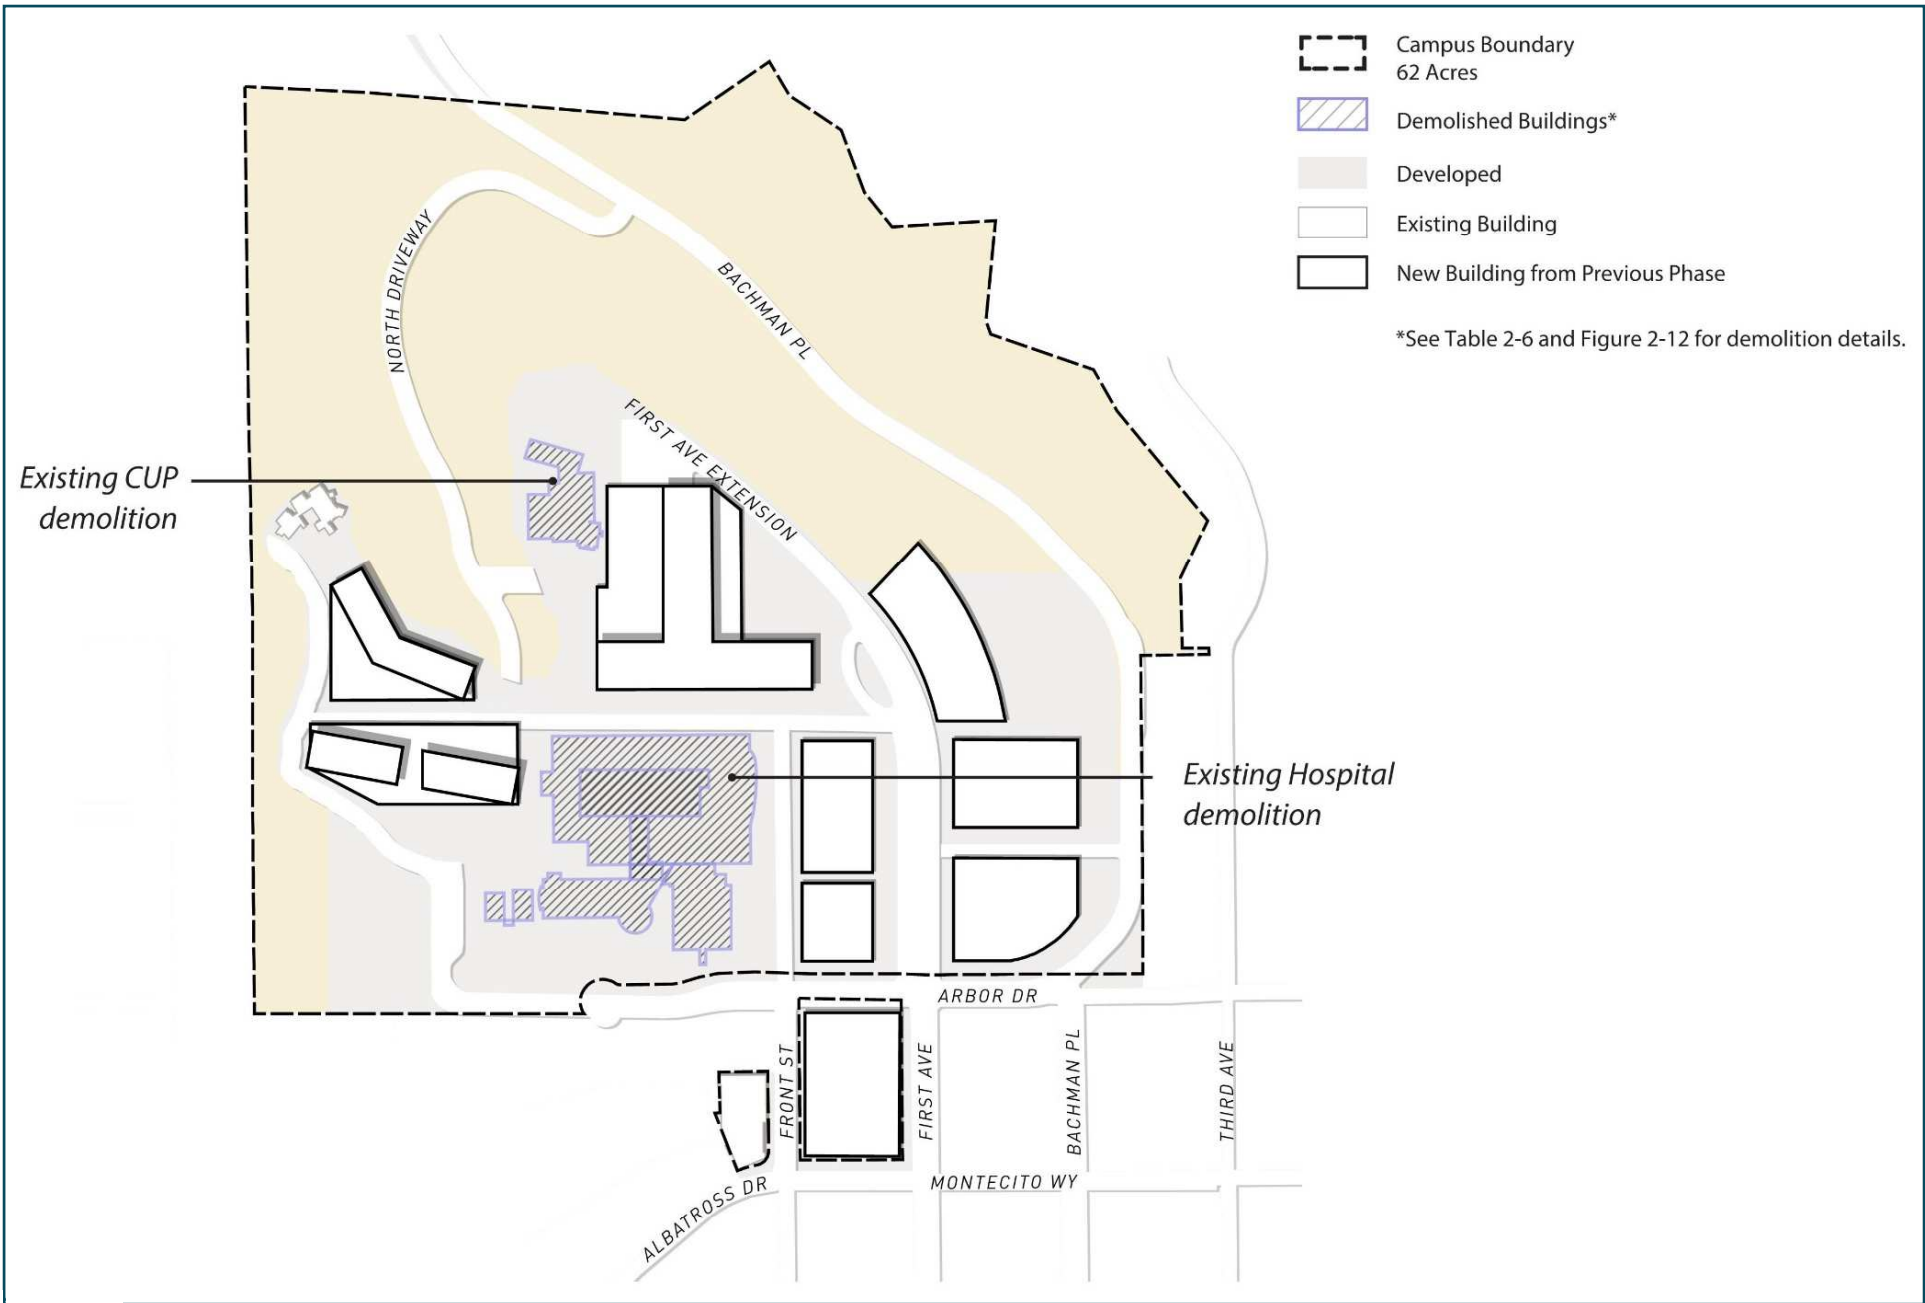 Campus Boundary
62 Acres
Demolished Buildings*
Developed
Existing Building
New Building from Previous Phase
*See Table 2-6 and Figure 2-12 for demolition details.
NORTH DRIVEWAY
BACHMAN PL
FIRST AVE EXTENSION
Existing CUP
demolition
Existing Hospital
demolition
ARBOR DR
FRONT ST
FIRST AVE
BACHMAN PL
THIRD AVE
MONTECITO WY
ALBATROSS DR